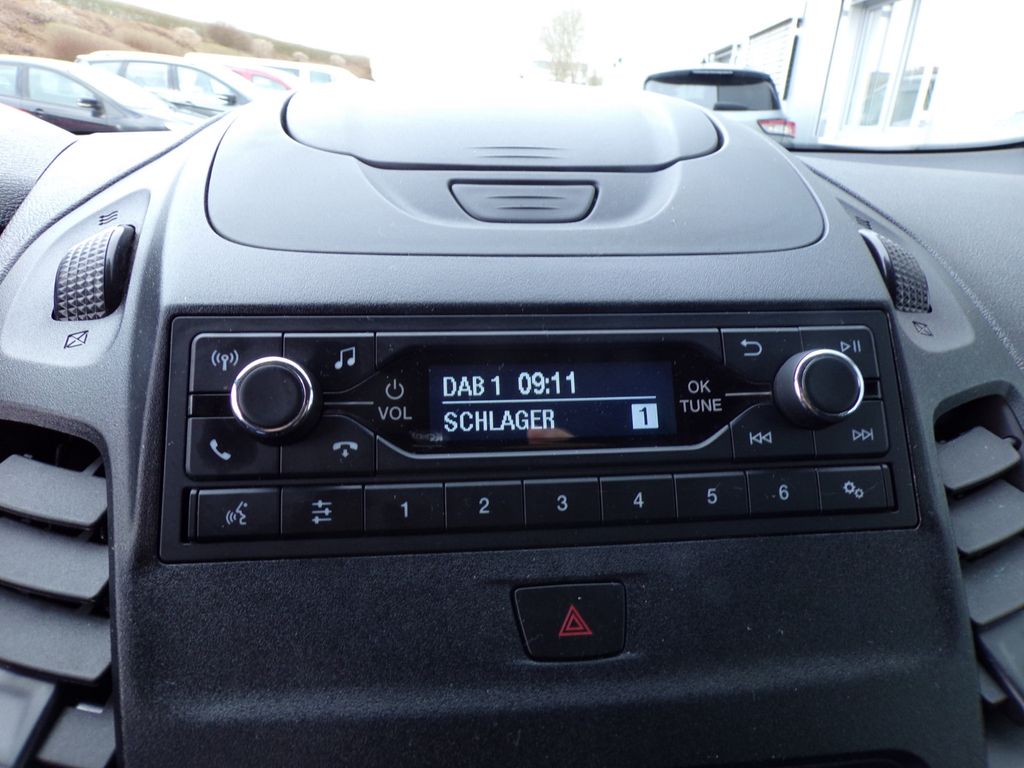 DAB 1 09:11
SCHLAGER 1
VOL
OK
TUNE
1 2 3 4 5 6